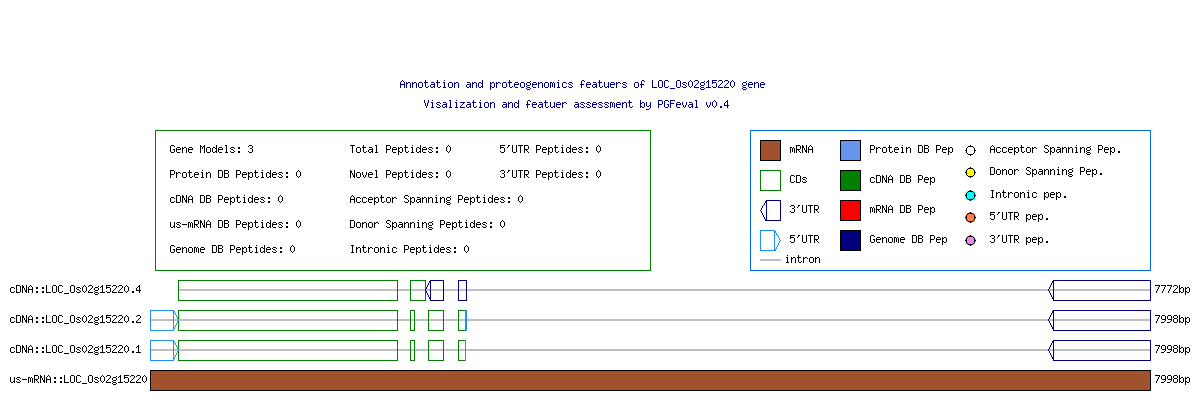 Annotation and proteogenomics featuers of LOC_Os02g15220 gene
Visalization and featuer assessment by PGFeval v0.4
Gene Models: 3 Total Peptides: 0 5'UTR Peptides: 0
Protein DB Peptides: 0 Novel Peptides: 0 3'UTR Peptides: 0
cDNA DB Peptides: 0 Acceptor Spanning Peptides: 0
us-mRNA DB Peptides: 0 Donor Spanning Peptides: 0
Genome DB Peptides: 0 Intronic Peptides: 0
mRNA Protein DB Pep Acceptor Spanning Pep.
CDs cDNA DB Pep Donor Spanning Pep.
3'UTR mRNA DB Pep Intronic pep.
5'UTR Genome DB Pep 5'UTR pep.
3'UTR pep.
intron
cDNA::LOC_Os02g15220.4 7772bp
cDNA::LOC_Os02g15220.2 7998bp
cDNA::LOC_Os02g15220.1 7998bp
us-mRNA::LOC_Os02g15220 7998bp